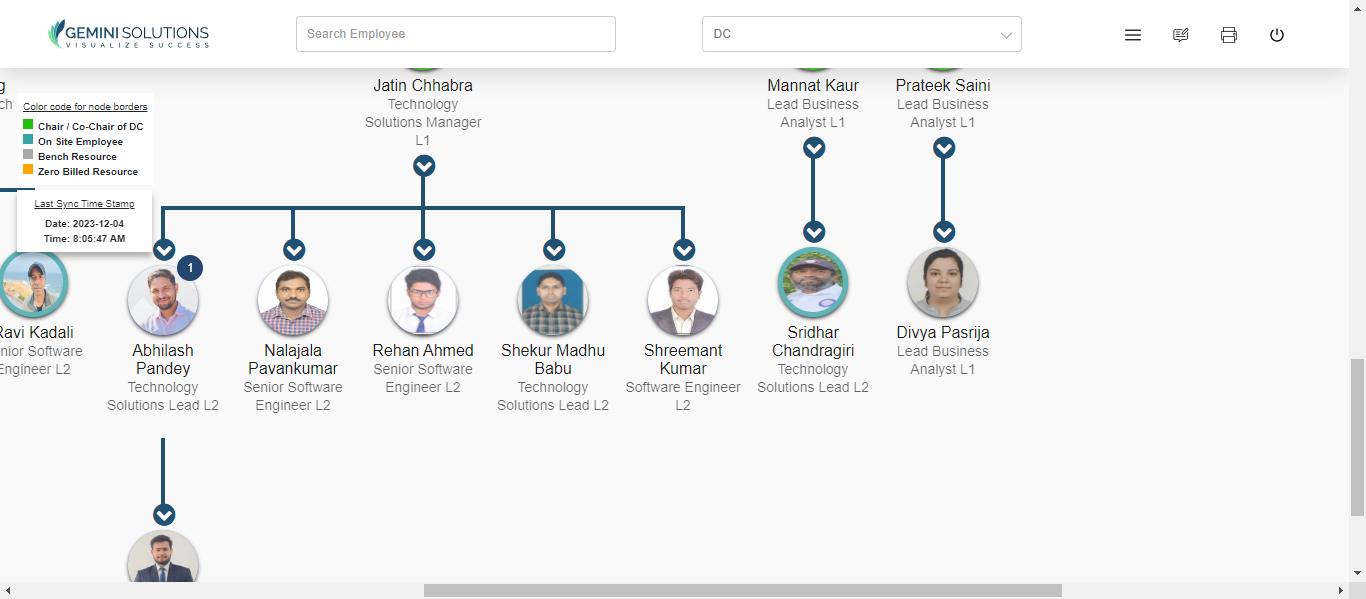 GEMINI SOLUTIONS
VISUALIZE SUCCESS
Search Employee
DC
g
ch
Color code for node borders
Chair / Co-Chair of DC
On Site Employee
Bench Resource
Zero Billed Resource
Last Sync Time Stamp
Date: 2023-12-04
Time: 8:05:47 AM
Jatin Chhabra
Technology
Solutions Manager
L1
Mannat Kaur
Lead Business
Analyst L1
Prateek Saini
Lead Business
Analyst L1
Ravi Kadali
nior Software
Engineer L2
1
Abhilash
Pandey
Technology
Solutions Lead L2
Nalajala
Pavankumar
Senior Software
Engineer L2
Rehan Ahmed
Senior Software
Engineer L2
Shekur Madhu
Babu
Technology
Solutions Lead L2
Shreemant
Kumar
Software Engineer
L2
Sridhar
Chandragiri
Technology
Solutions Lead L2
Divya Pasrija
Lead Business
Analyst L1